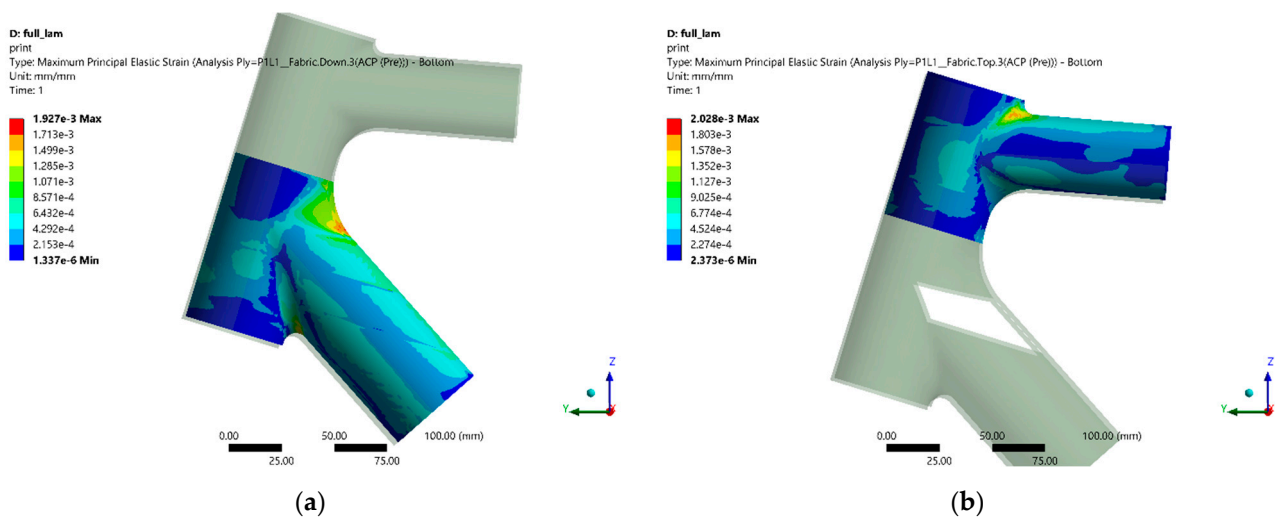 D: full_lam
print
Type: Maximum Principal Elastic Strain (Analysis Ply=P1L1__Fabric.Down.3(ACP (Pre))) - Bottom
Unit: mm/mm
Time: 1
1.927e-3 Max
1.713e-3
1.499e-3
1.285e-3
1.071e-3
8.571e-4
6.432e-4
4.292e-4
2.153e-4
1.337e-6 Min
Z
Y
X
0.00 50.00 100.00 (mm)
25.00 75.00
(a)
D: full_lam
print
Type: Maximum Principal Elastic Strain (Analysis Ply=P1L1__Fabric.Top.3(ACP (Pre))) - Bottom
Unit: mm/mm
Time: 1
2.028e-3 Max
1.803e-3
1.578e-3
1.352e-3
1.127e-3
9.025e-4
6.774e-4
4.524e-4
2.274e-4
2.373e-6 Min
Z
Y
X
0.00 50.00 100.00 (mm)
25.00 75.00
(b)